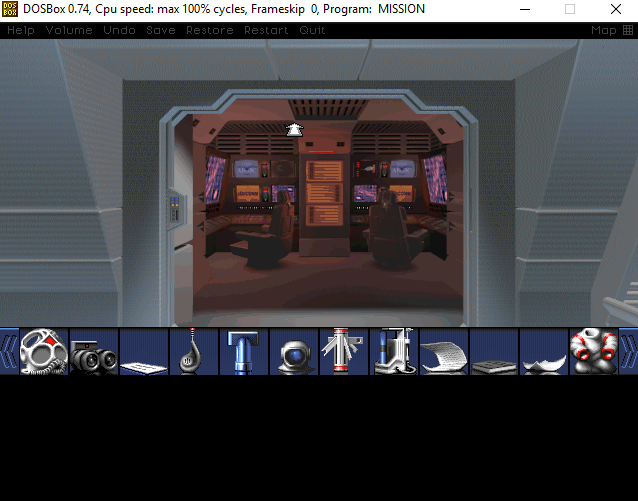 DOSBox 0.74, Cpu speed: max 100% cycles, Frameskip 0, Program: MISSION
Help Volume Undo Save Restore Restart Quit Map